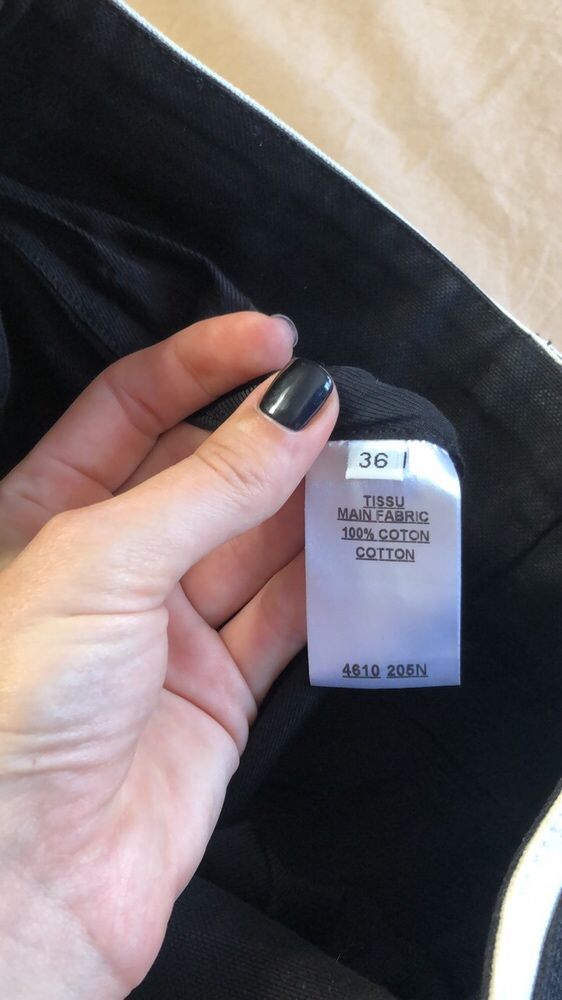 36
TISSU
MAIN FABRIC
100% COTON
COTTON
4610 205N